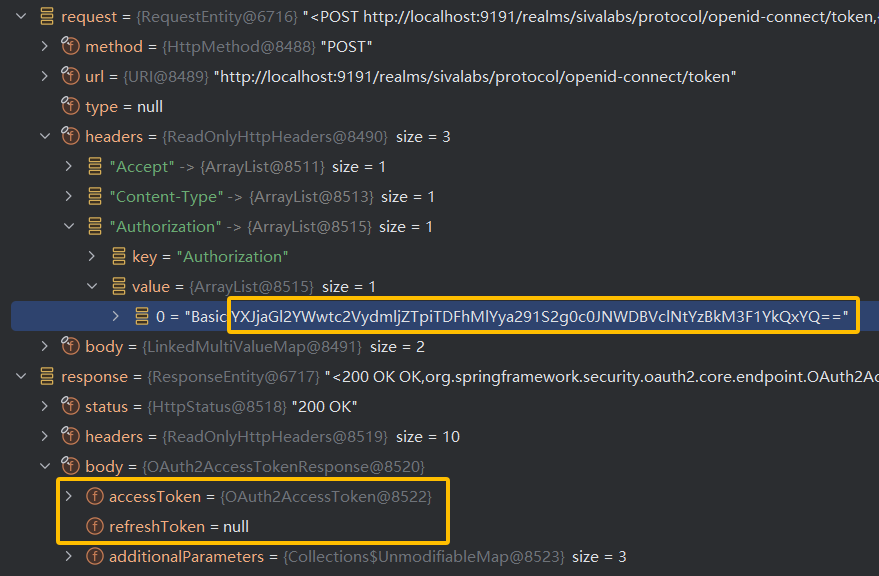 request = {RequestEntity@6716} "<POST http://localhost:9191/realms/sivalabs/protocol/openid-connect/token,
method = {HttpMethod@8488} "POST"
url = {URI@8489} "http://localhost:9191/realms/sivalabs/protocol/openid-connect/token"
type = null
headers = {ReadOnlyHttpHeaders@8490} size = 3
"Accept" -> {ArrayList@8511} size = 1
"Content-Type" -> {ArrayList@8513} size = 1
"Authorization" -> {ArrayList@8515} size = 1
key = "Authorization"
value = {ArrayList@8515} size = 1
0 = "Basic YXJjaGl2YWwtc2VydmljZTpiTDFhMlYya291S2g0c0JNWDBVclNtYzBkM3F1YkQxYQ=="
body = {LinkedMultiValueMap@8491} size = 2
response = {ResponseEntity@6717} "<200 OK OK,org.springframework.security.oauth2.core.endpoint.OAuth2Ac
status = {HttpStatus@8518} "200 OK"
headers = {ReadOnlyHttpHeaders@8519} size = 10
body = {OAuth2AccessTokenResponse@8520}
accessToken = {OAuth2AccessToken@8522}
refreshToken = null
additionalParameters = {Collections$UnmodifiableMap@8523} size = 3